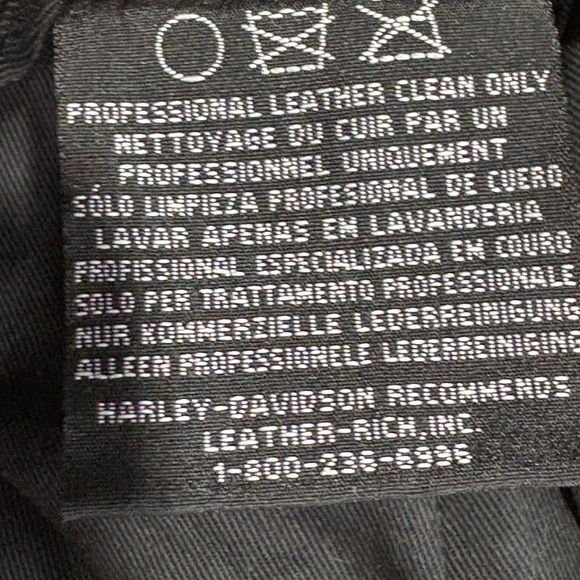 PROFESSIONAL LEATHER CLEAN ONLY
NETTOYAGE DU CUIR PAR UN
PROFESSIONNEL UNIQUEMENT
SÓLO LIMPIEZA PROFESIONAL DE CUERO
LAVAR APENAS EM LAVANDERIA
PROFISSIONAL ESPECIALIZADA EM COURO
SOLO PER TRATTAMENTO PROFESSIONALE
NUR KOMMERZIELLE LEDERREINIGUNG
ALLEEN PROFESSIONELE LEDERREINIGING
HARLEY-DAVIDSON RECOMMENDS
LEATHER-RICH, INC.
1-800-236-6996